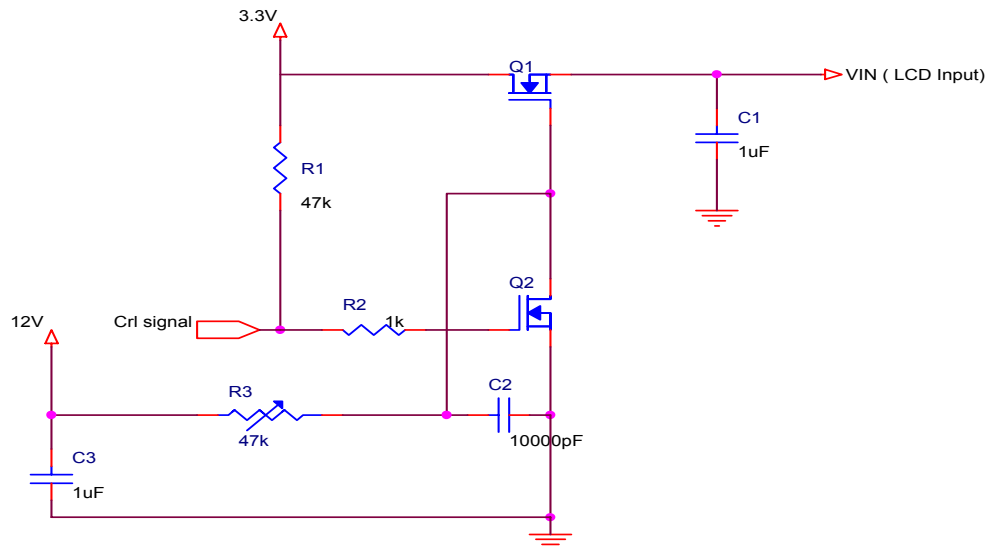 3.3V
Q1
VIN ( LCD Input)
C1
1uF
R1
47k
Q2
R2
1k
12V
Crl signal
R3
47k
C2
10000pF
C3
1uF